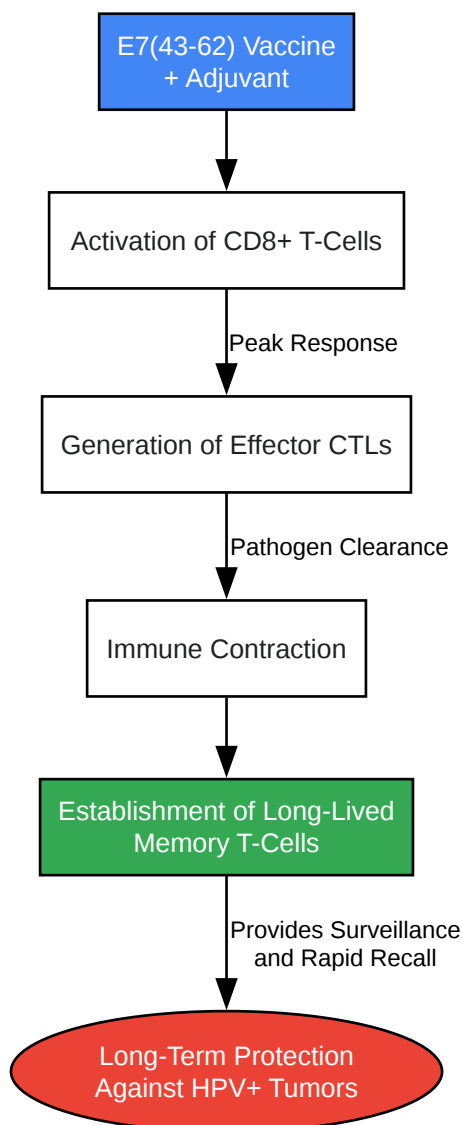 E7(43-62) Vaccine
+ Adjuvant
Activation of CD8+ T-Cells
Peak Response
Generation of Effector CTLs
Pathogen Clearance
Immune Contraction
Establishment of Long-Lived
Memory T-Cells
Provides Surveillance
and Rapid Recall
Long-Term Protection
Against HPV+ Tumors